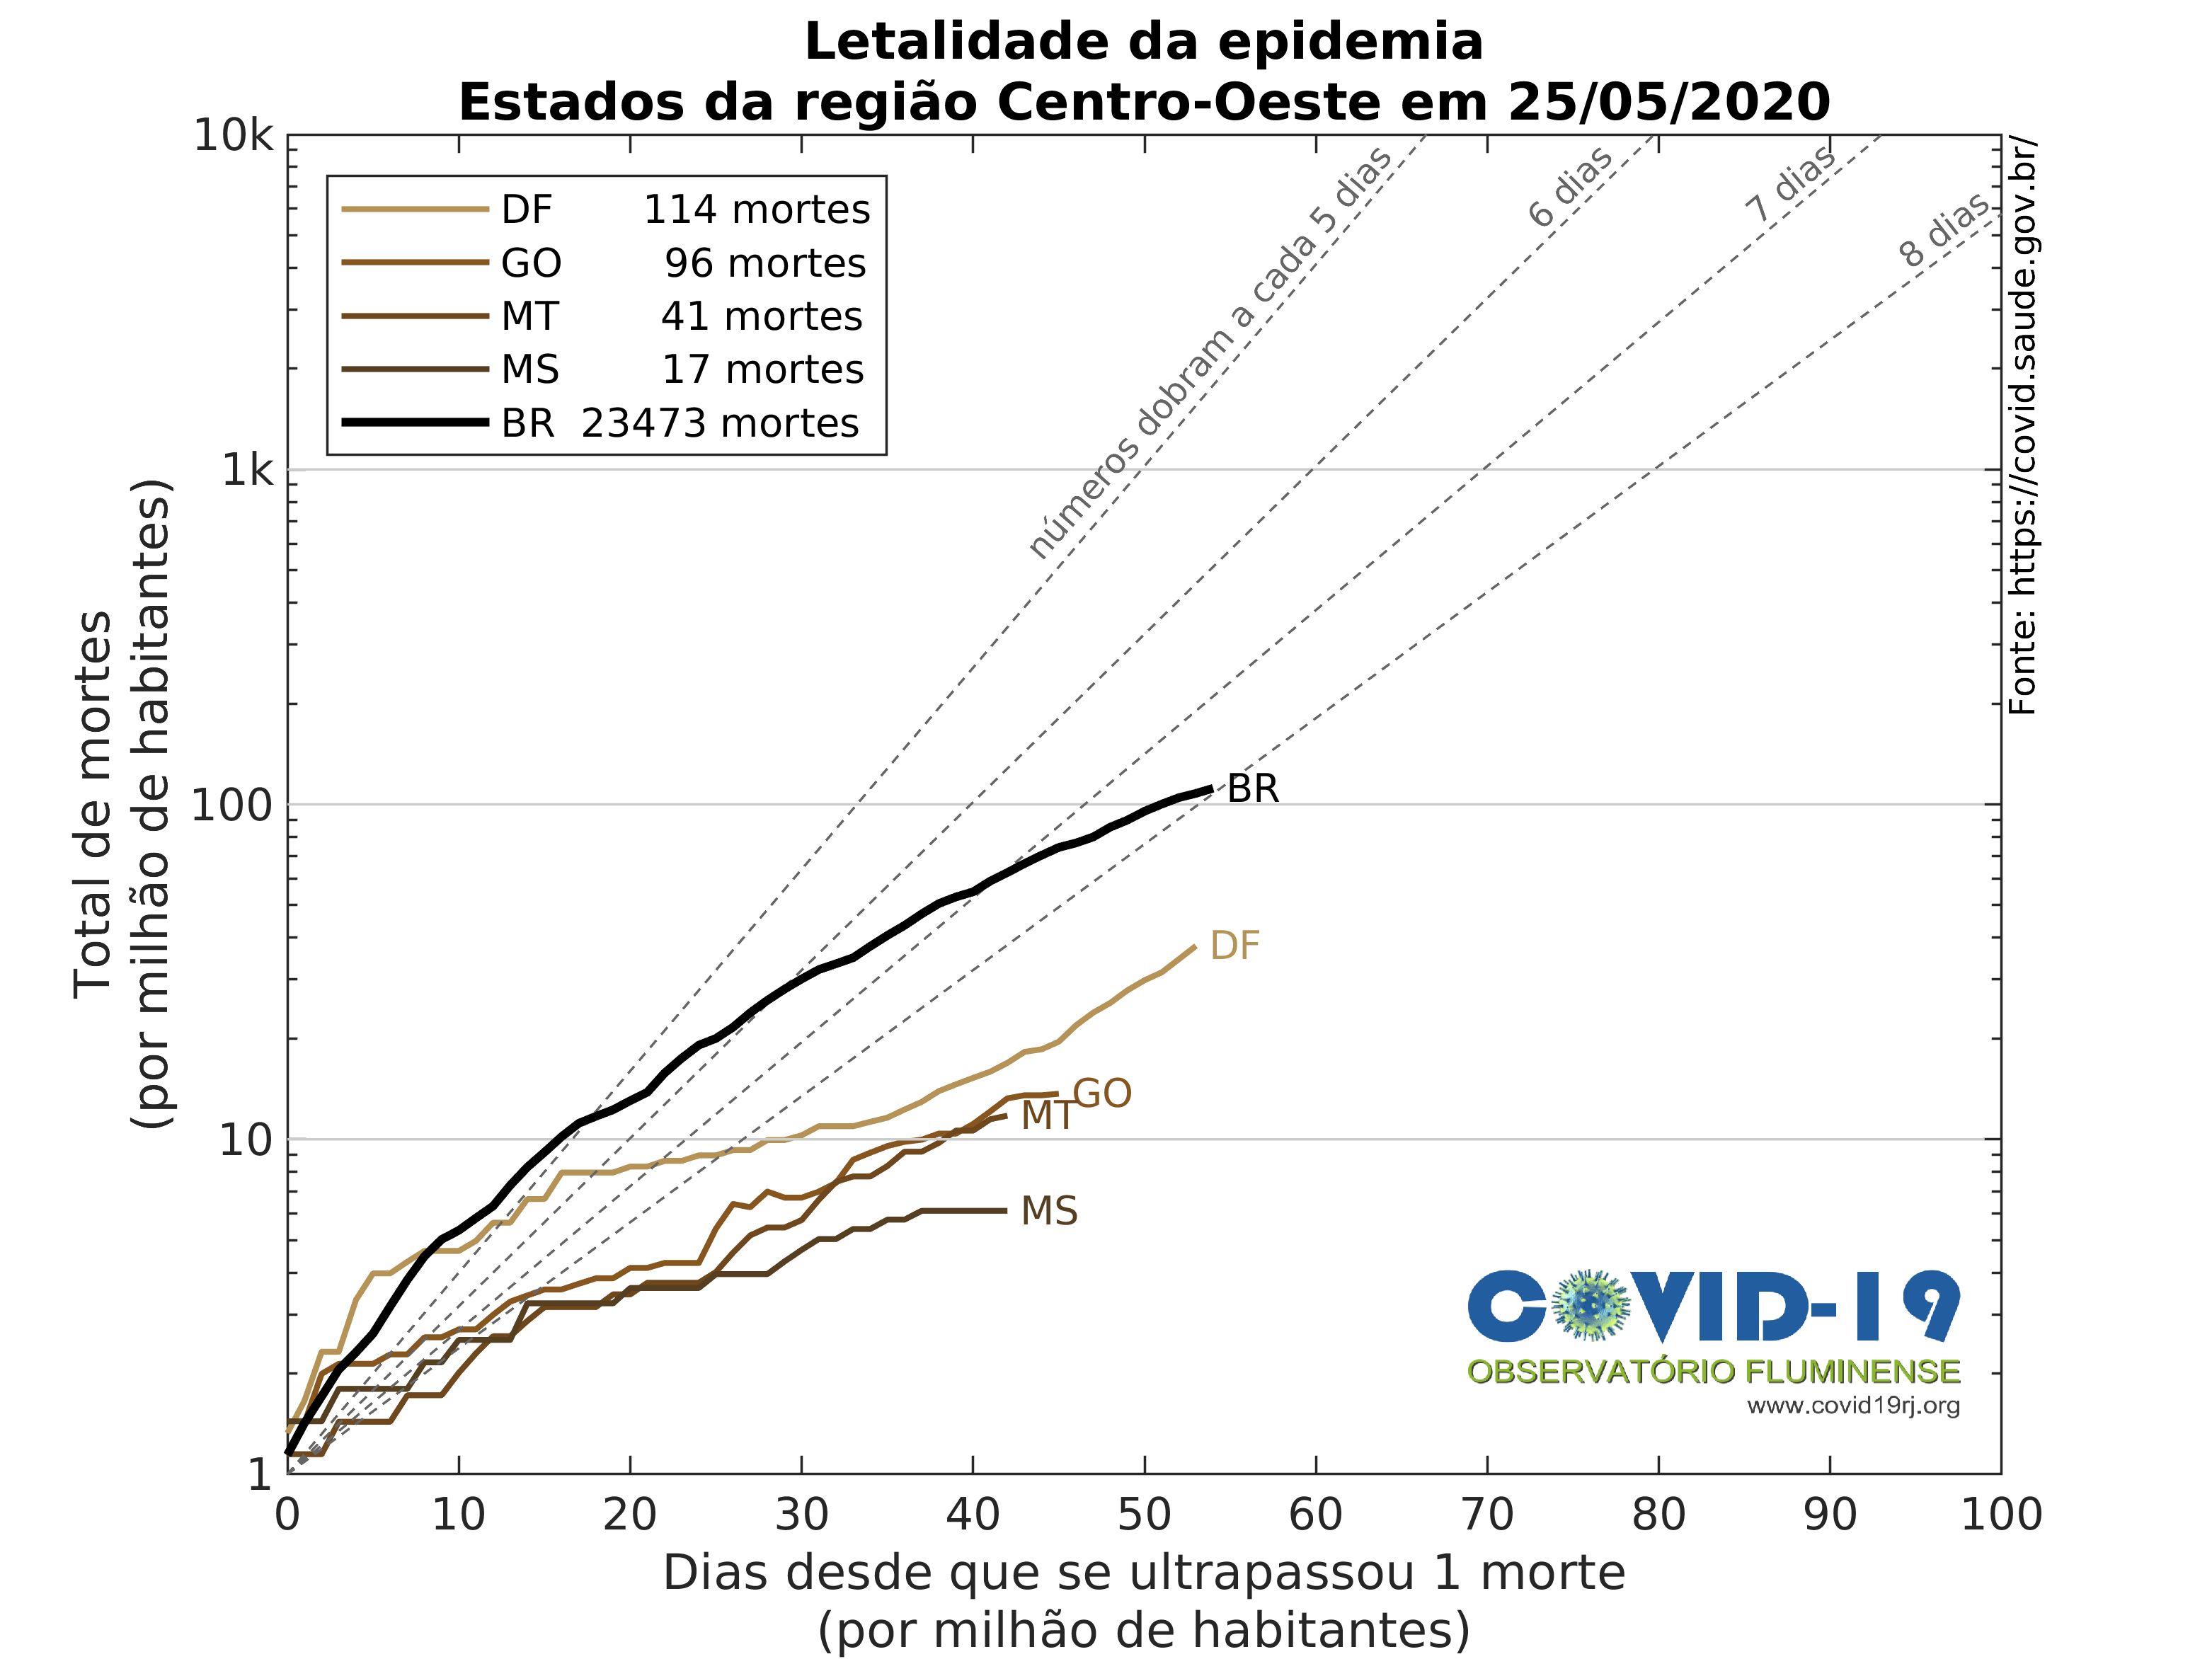 Letalidade da epidemia
Estados da região Centro-Oeste em 25/05/2020
10k
1k
100
10
1
Total de mortes
(por milhão de habitantes)
DF 114 mortes
GO 96 mortes
MT 41 mortes
MS 17 mortes
BR 23473 mortes
números dobram a cada 5 dias
6 dias
7 dias
8 dias
Fonte: https://covid.saude.gov.br/
BR
DF
GO
MT
MS
COVID-19
OBSERVATÓRIO FLUMINENSE
www.covid19rj.org
0 10 20 30 40 50 60 70 80 90 100
Dias desde que se ultrapassou 1 morte
(por milhão de habitantes)